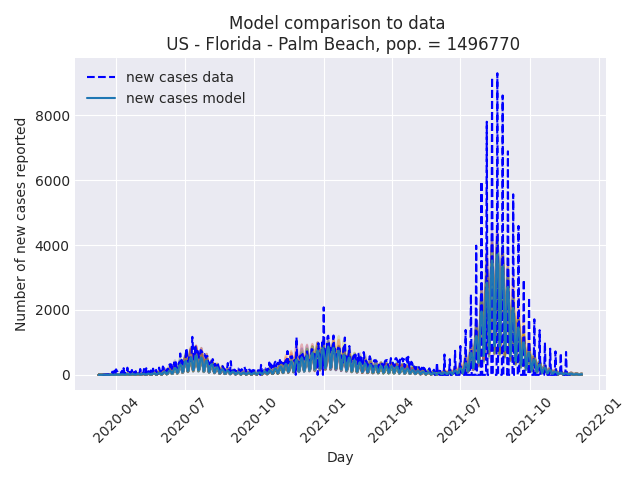 Model comparison to data
US - Florida - Palm Beach, pop. = 1496770
new cases data
new cases model
Number of new cases reported
8000
6000
4000
2000
0
2020-04
2020-07
2020-10
2021-01
2021-04
2021-07
2021-10
2022-01
Day